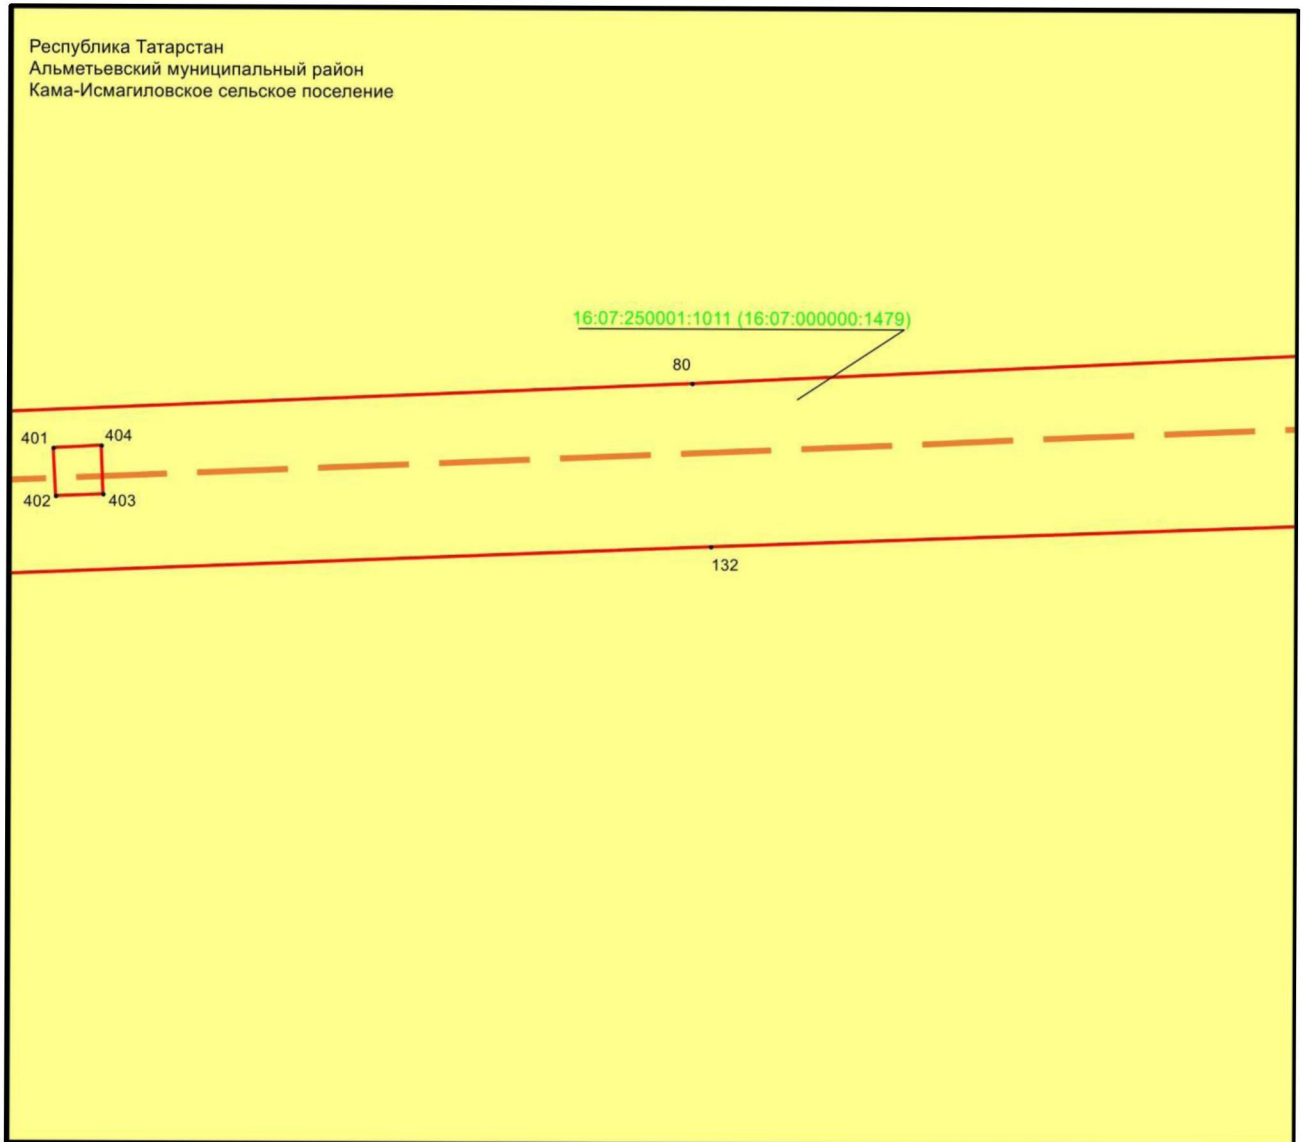 Республика Татарстан
Альметьевский муниципальный район
Кама-Исмагиловское сельское поселение
16:07:250001:1011 (16:07:000000:1479)
80
401
404
402
403
132